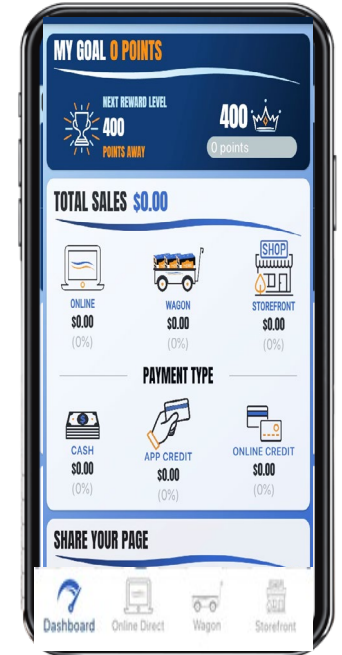 MY GOAL 0 POINTS
NEXT REWARD LEVEL
400
POINTS AWAY
400
0 points
TOTAL SALES $0.00
SHOP
ONLINE WAGON STOREFRONT
$0.00 $0.00 $0.00
(0%) (0%) (0%)
PAYMENT TYPE
CASH APP CREDIT ONLINE CREDIT
$0.00 $0.00 $0.00
(0%) (0%) (0%)
SHARE YOUR PAGE
Dashboard Online Direct Wagon Storefront